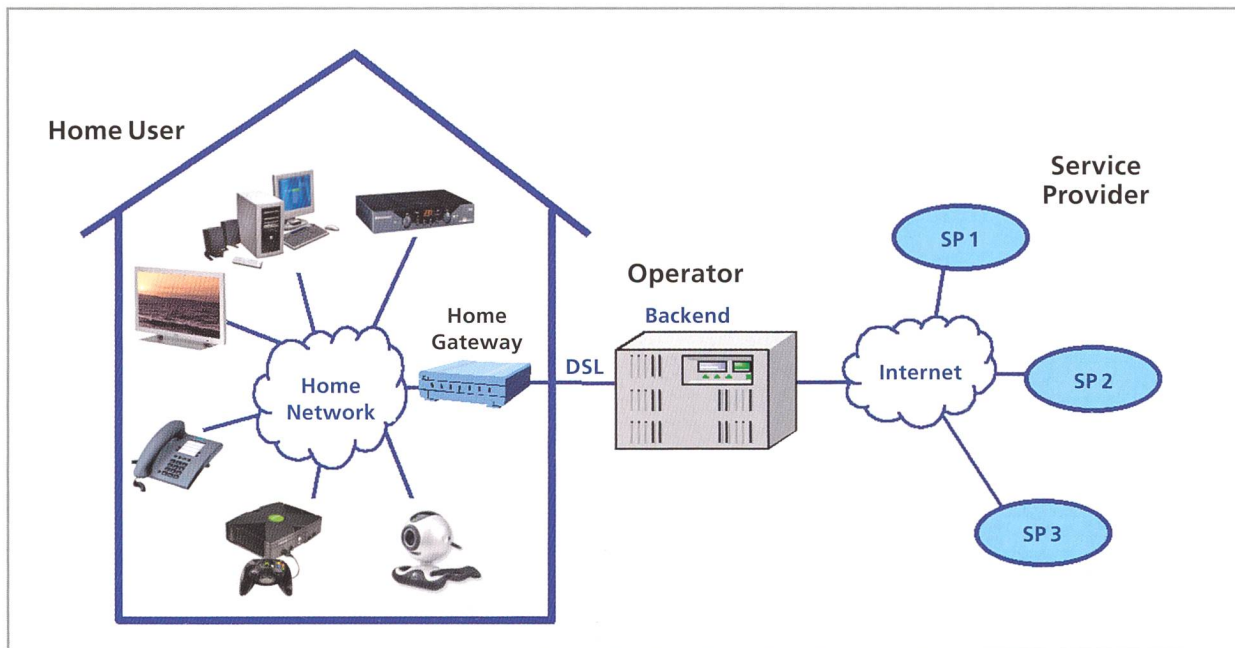 Home User
Home
Gateway
Home
Network
DSL
Operator
Backend
Internet
Service
Provider
SP 1
SP 2
SP 3